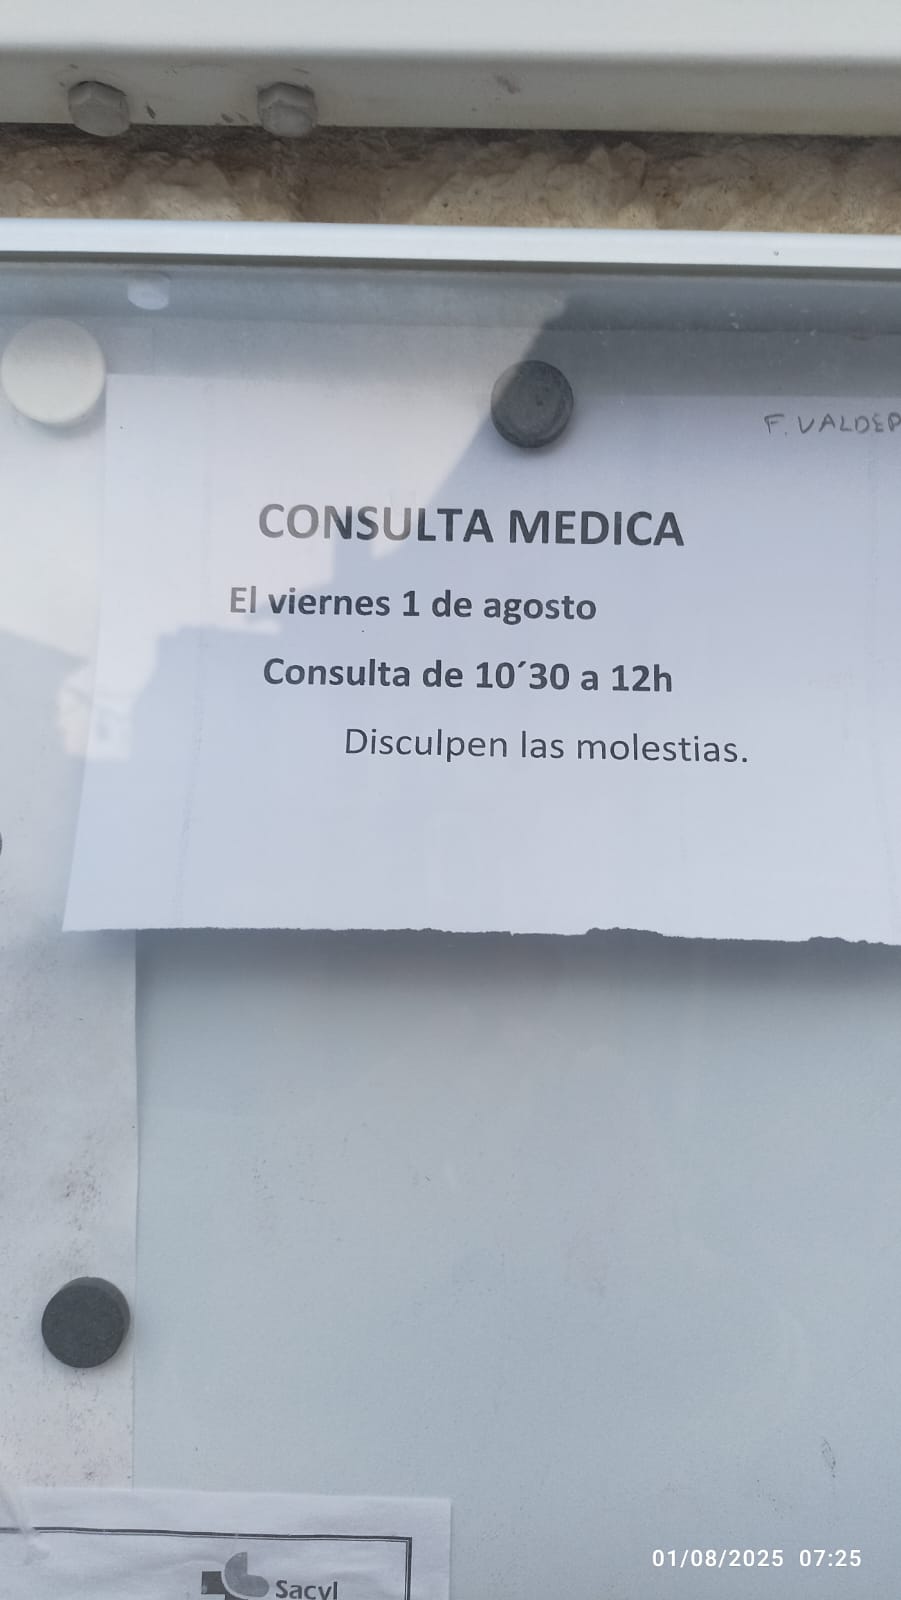 F. VALDEP
CONSULTA MEDICA
El viernes 1 de agosto
Consulta de 10´30 a 12h
Disculpen las molestias.
Sacyl
01/08/2025 07:25